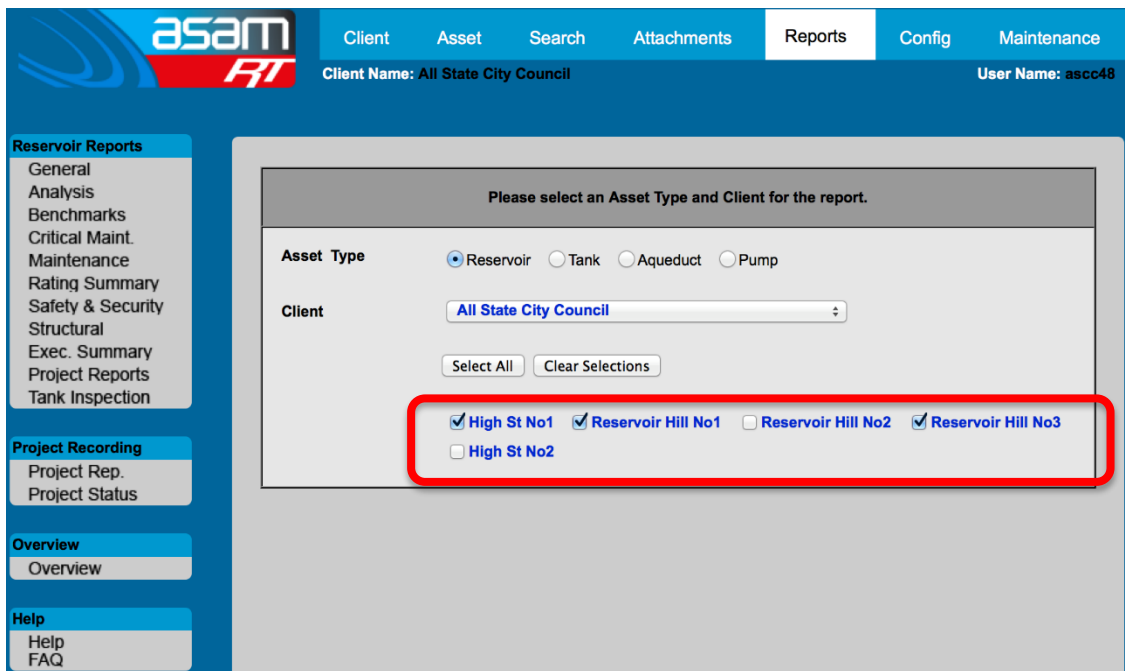 asam
RT
Client Asset Search Attachments Reports Config Maintenance
Client Name: All State City Council User Name: ascc48
Reservoir Reports
General
Analysis
Benchmarks
Critical Maint.
Maintenance
Rating Summary
Safety & Security
Structural
Exec. Summary
Project Reports
Tank Inspection
Project Recording
Project Rep.
Project Status
Overview
Overview
Help
Help
FAQ
Please select an Asset Type and Client for the report.
Asset Type Reservoir Tank Aqueduct Pump
Client All State City Council
Select All Clear Selections
High St No1 Reservoir Hill No1 Reservoir Hill No2 Reservoir Hill No3
High St No2